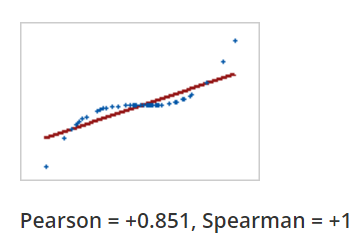 Pearson = +0.851, Spearman = +1